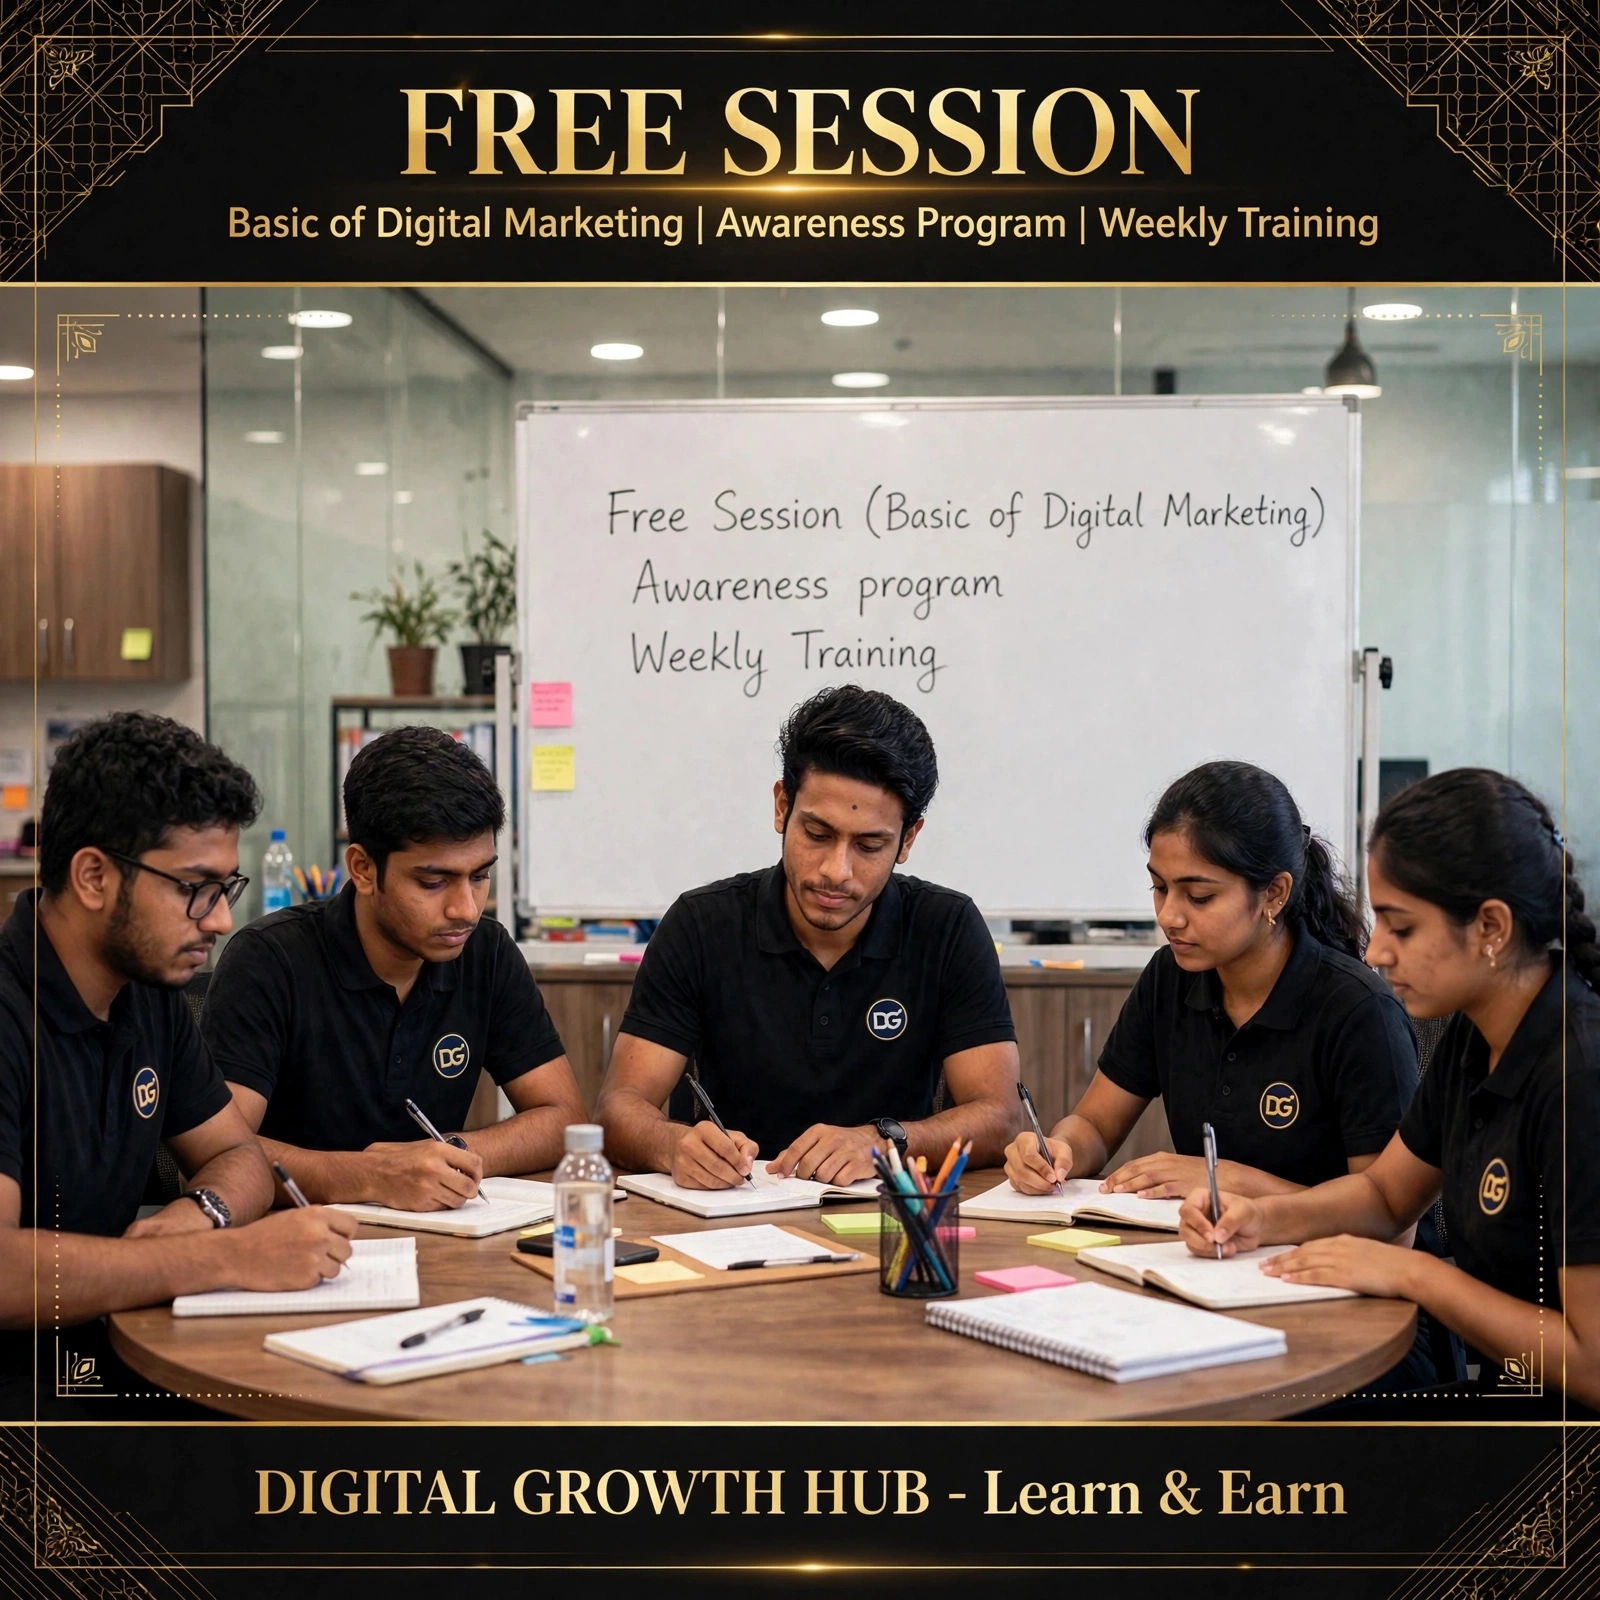 FREE SESSION
Basic of Digital Marketing | Awareness Program | Weekly Training
Free Session (Basic of Digital Marketing)
Awareness program
Weekly Training
DG
DG
DG
DG
DG
DIGITAL GROWTH HUB - Learn & Earn